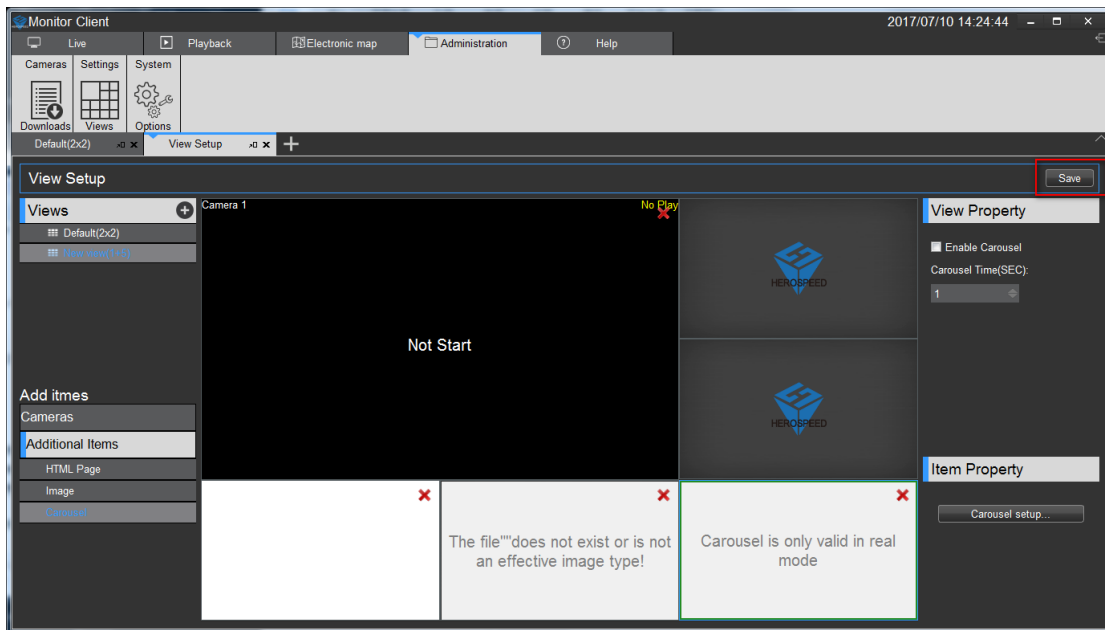 Monitor Client
2017/07/10 14:24:44
Live
Playback
Electronic map
Administration
Help
Cameras
Settings
System
Downloads
Views
Options
Default(2x2)
View Setup
View Setup
Save
Views
Default(2x2)
New view(1+5)
Camera 1
No Play
Not Start
HEROSPEED
HEROSPEED
View Property
Enable Carousel
Carousel Time(SEC):
1
Add itmes
Cameras
Additional Items
HTML Page
Image
Carousel
The file""does not exist or is not
an effective image type!
Carousel is only valid in real
mode
Item Property
Carousel setup...